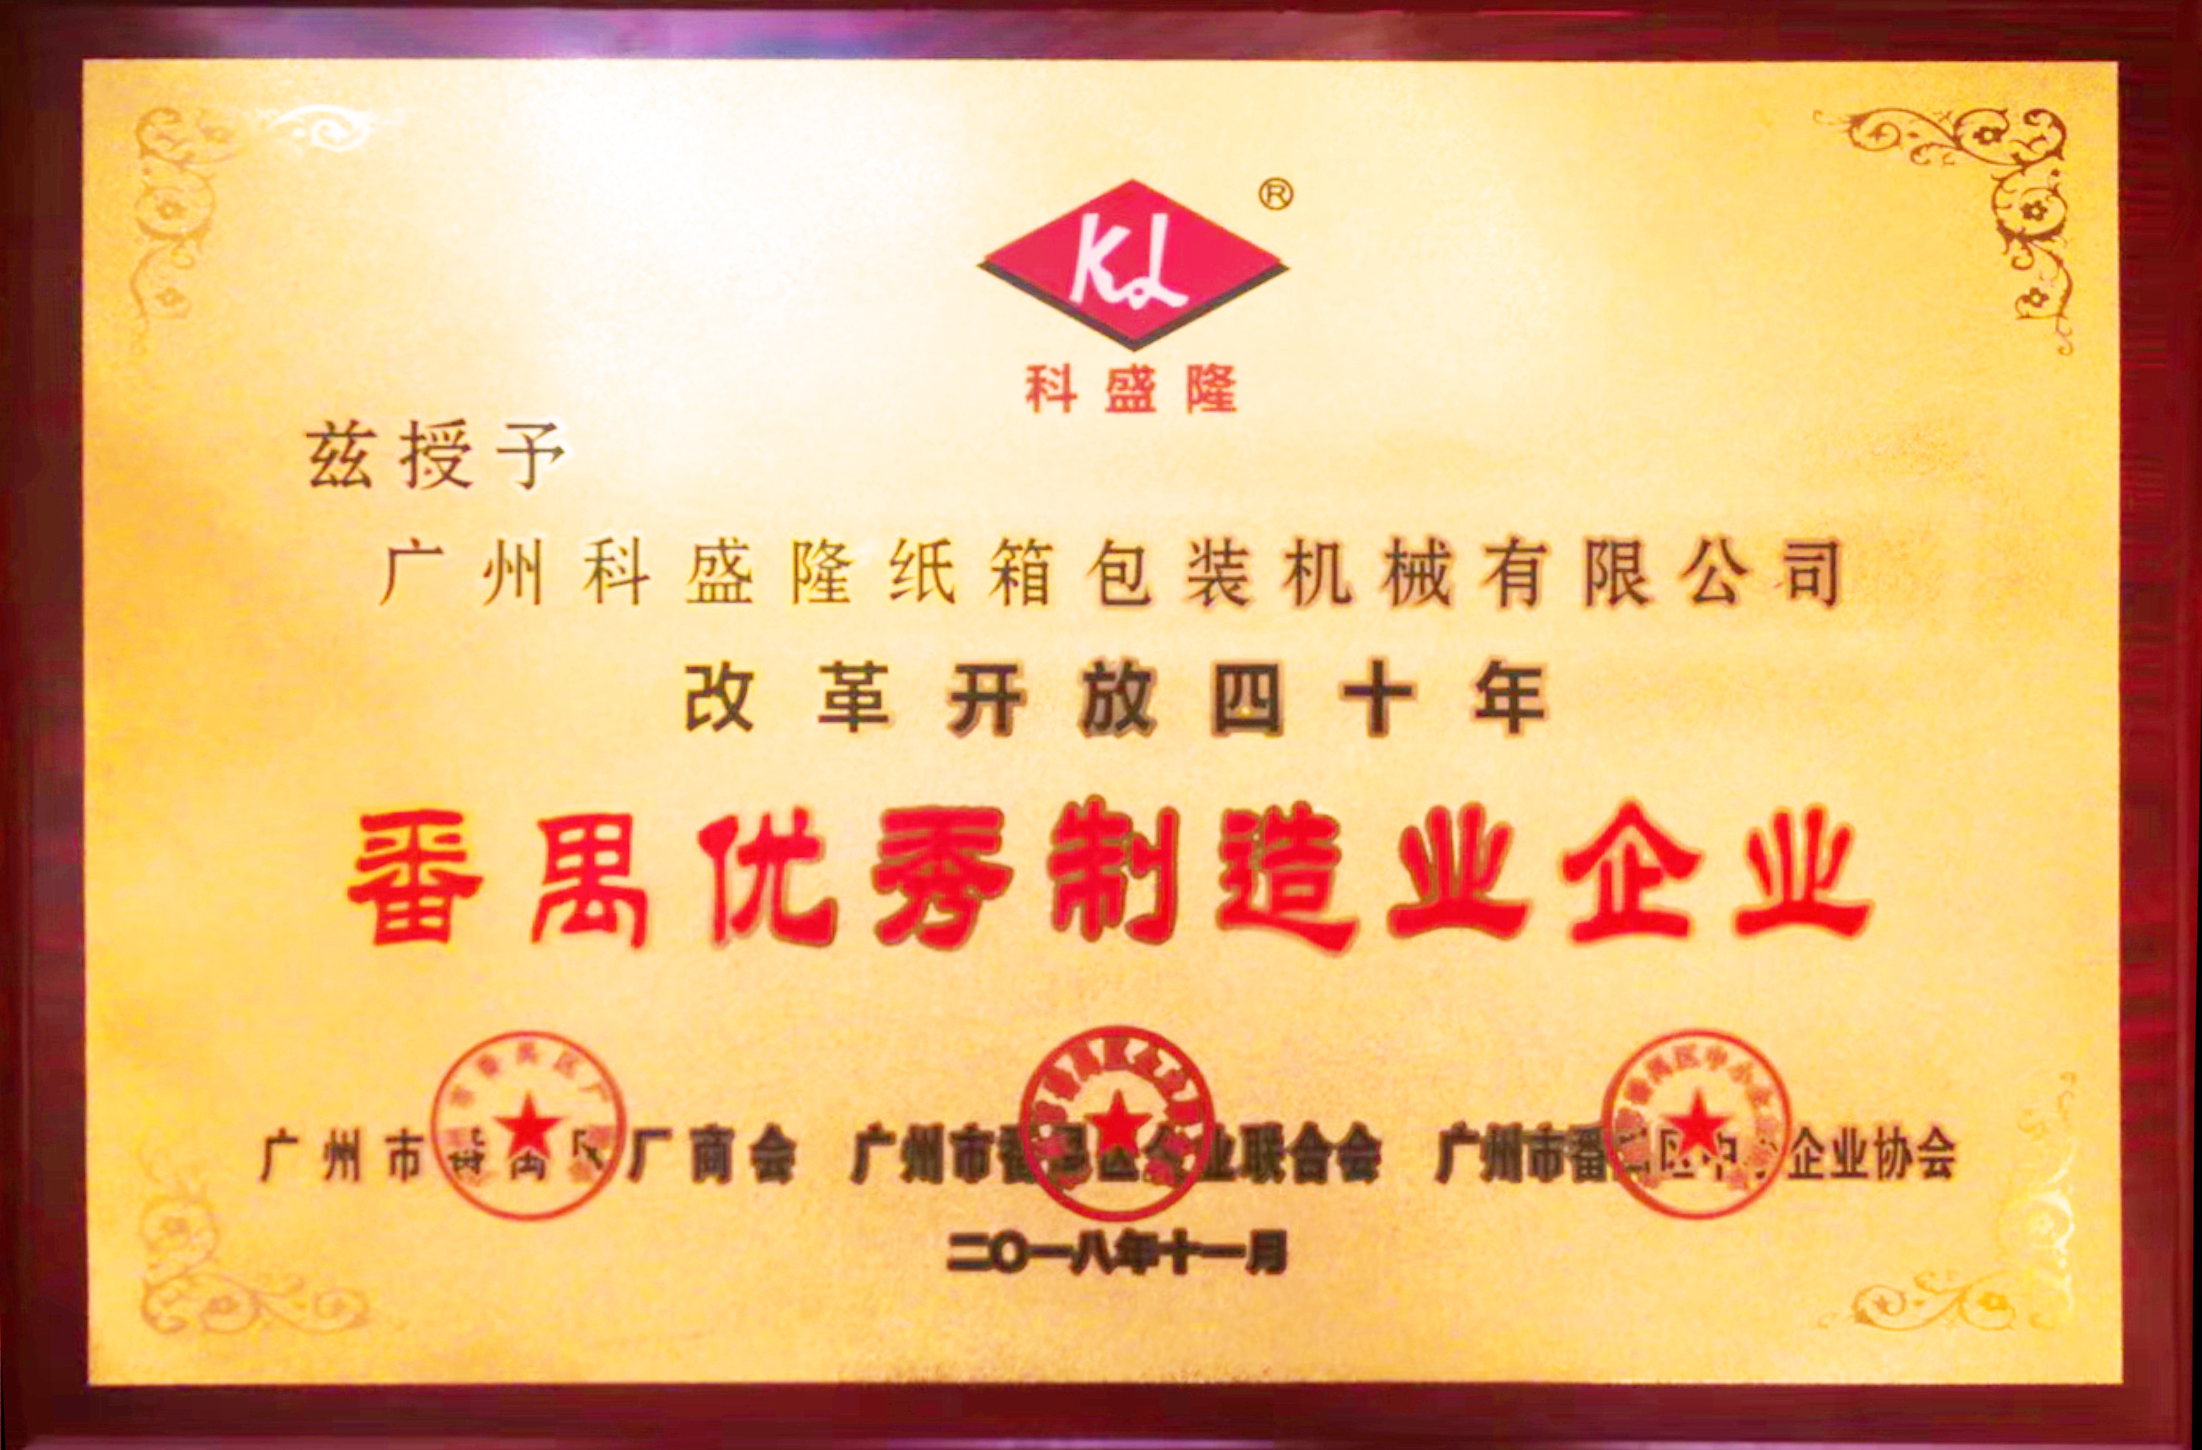 KL®
科盛隆
兹授予
广州科盛隆纸箱包装机械有限公司
改革开放四十年
番禺优秀制造业企业
广州市番禺区厂商会 广州市番禺区企业联合会 广州市番禺区中小企业协会
二〇一八年十一月